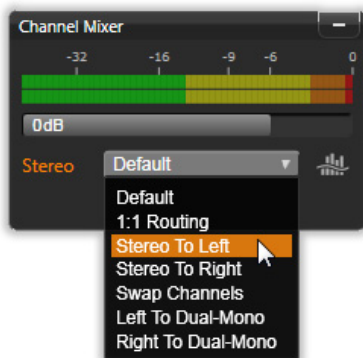 Channel Mixer
-32 -16 -9 -6 0
0dB
Stereo Default
Default
1:1 Routing
Stereo To Left
Stereo To Right
Swap Channels
Left To Dual-Mono
Right To Dual-Mono